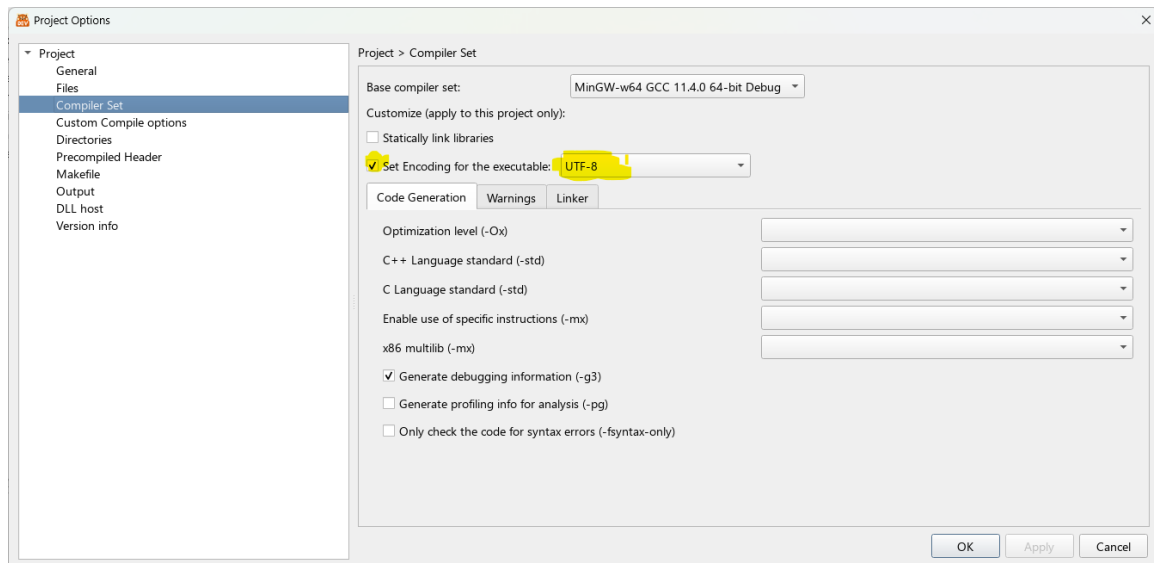 Project Options
Project
General
Files
Compiler Set
Custom Compile options
Directories
Precompiled Header
Makefile
Output
DLL host
Version info
Project > Compiler Set
Base compiler set: MinGW-w64 GCC 11.4.0 64-bit Debug
Customize (apply to this project only):
Statically link libraries
Set Encoding for the executable: UTF-8
Code Generation Warnings Linker
Optimization level (-Ox)
C++ Language standard (-std)
C Language standard (-std)
Enable use of specific instructions (-mx)
x86 multilib (-mx)
Generate debugging information (-g3)
Generate profiling info for analysis (-pg)
Only check the code for syntax errors (-fsyntax-only)
OK Apply Cancel